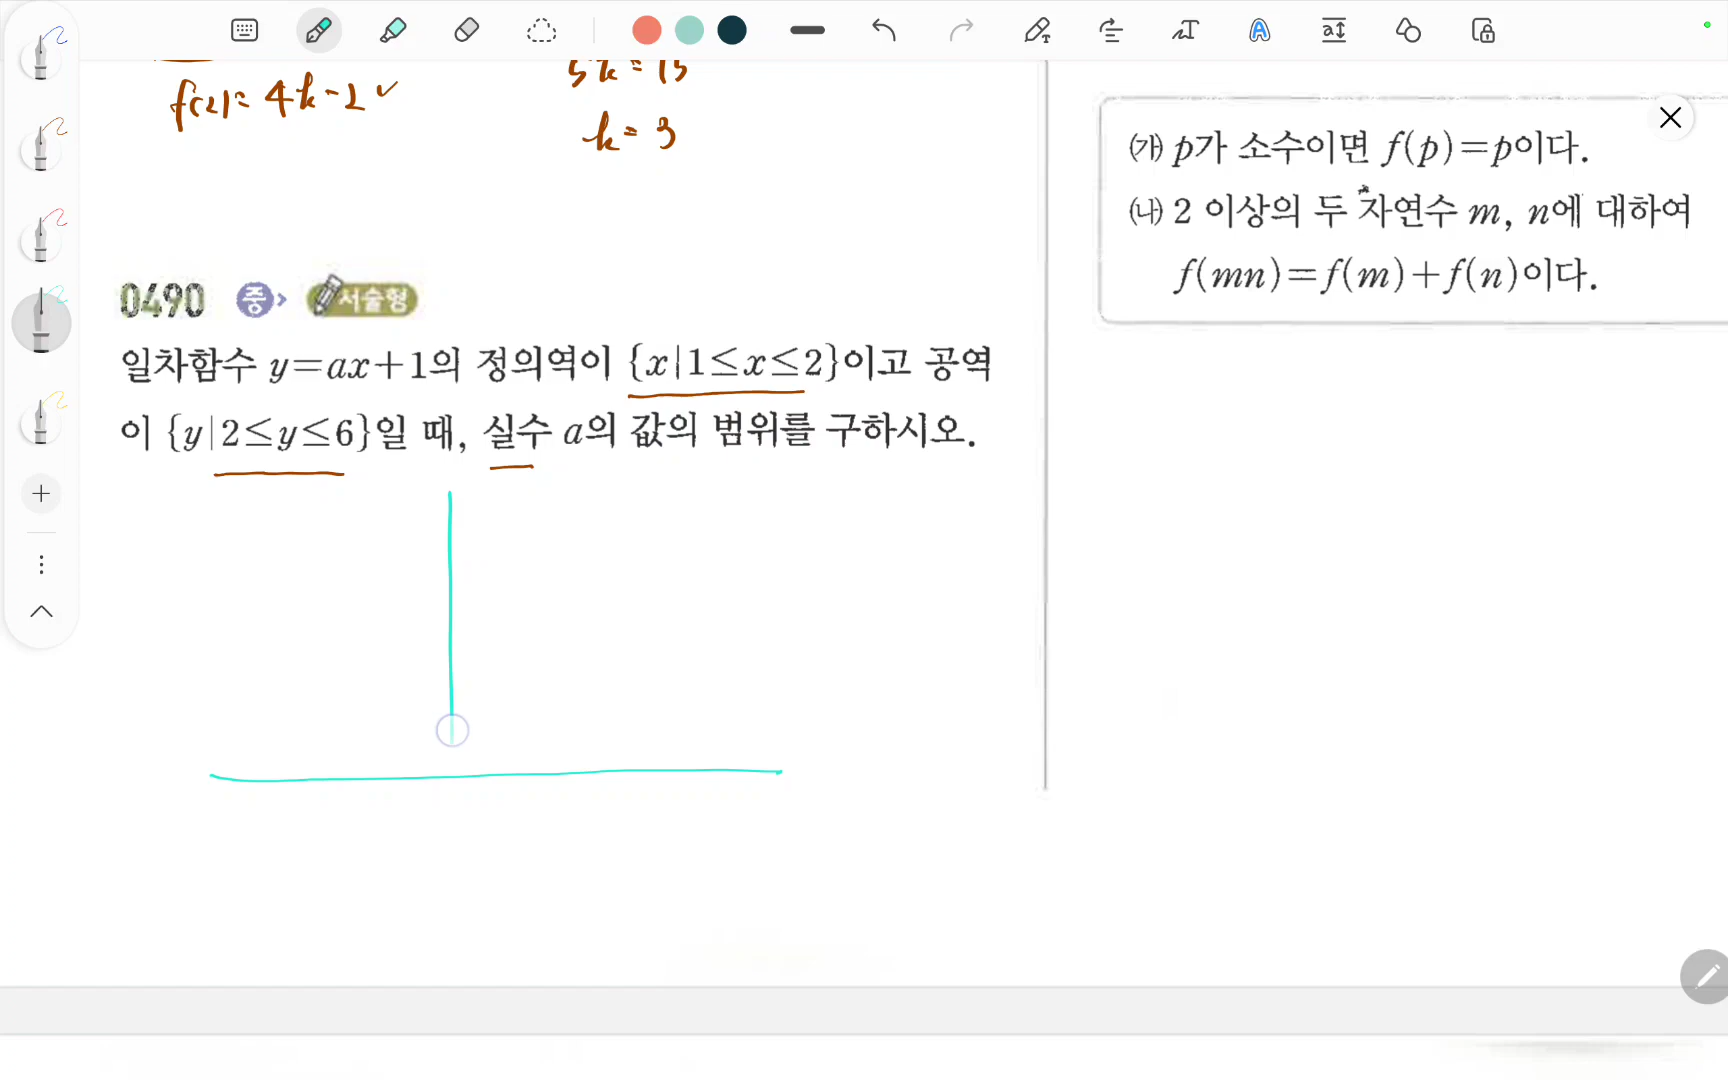 f(2)= 4k-2 ✓
5k = 15
k = 3
0490 중 서술형
일차함수 y=ax+1의 정의역이 {x|1≤x≤2}이고 공역
이 {y|2≤y≤6}일 때, 실수 a의 값의 범위를 구하시오.
㈎ p가 소수이면 f(p)=p이다.
㈏ 2 이상의 두 자연수 m, n에 대하여
f(mn)=f(m)+f(n)이다.